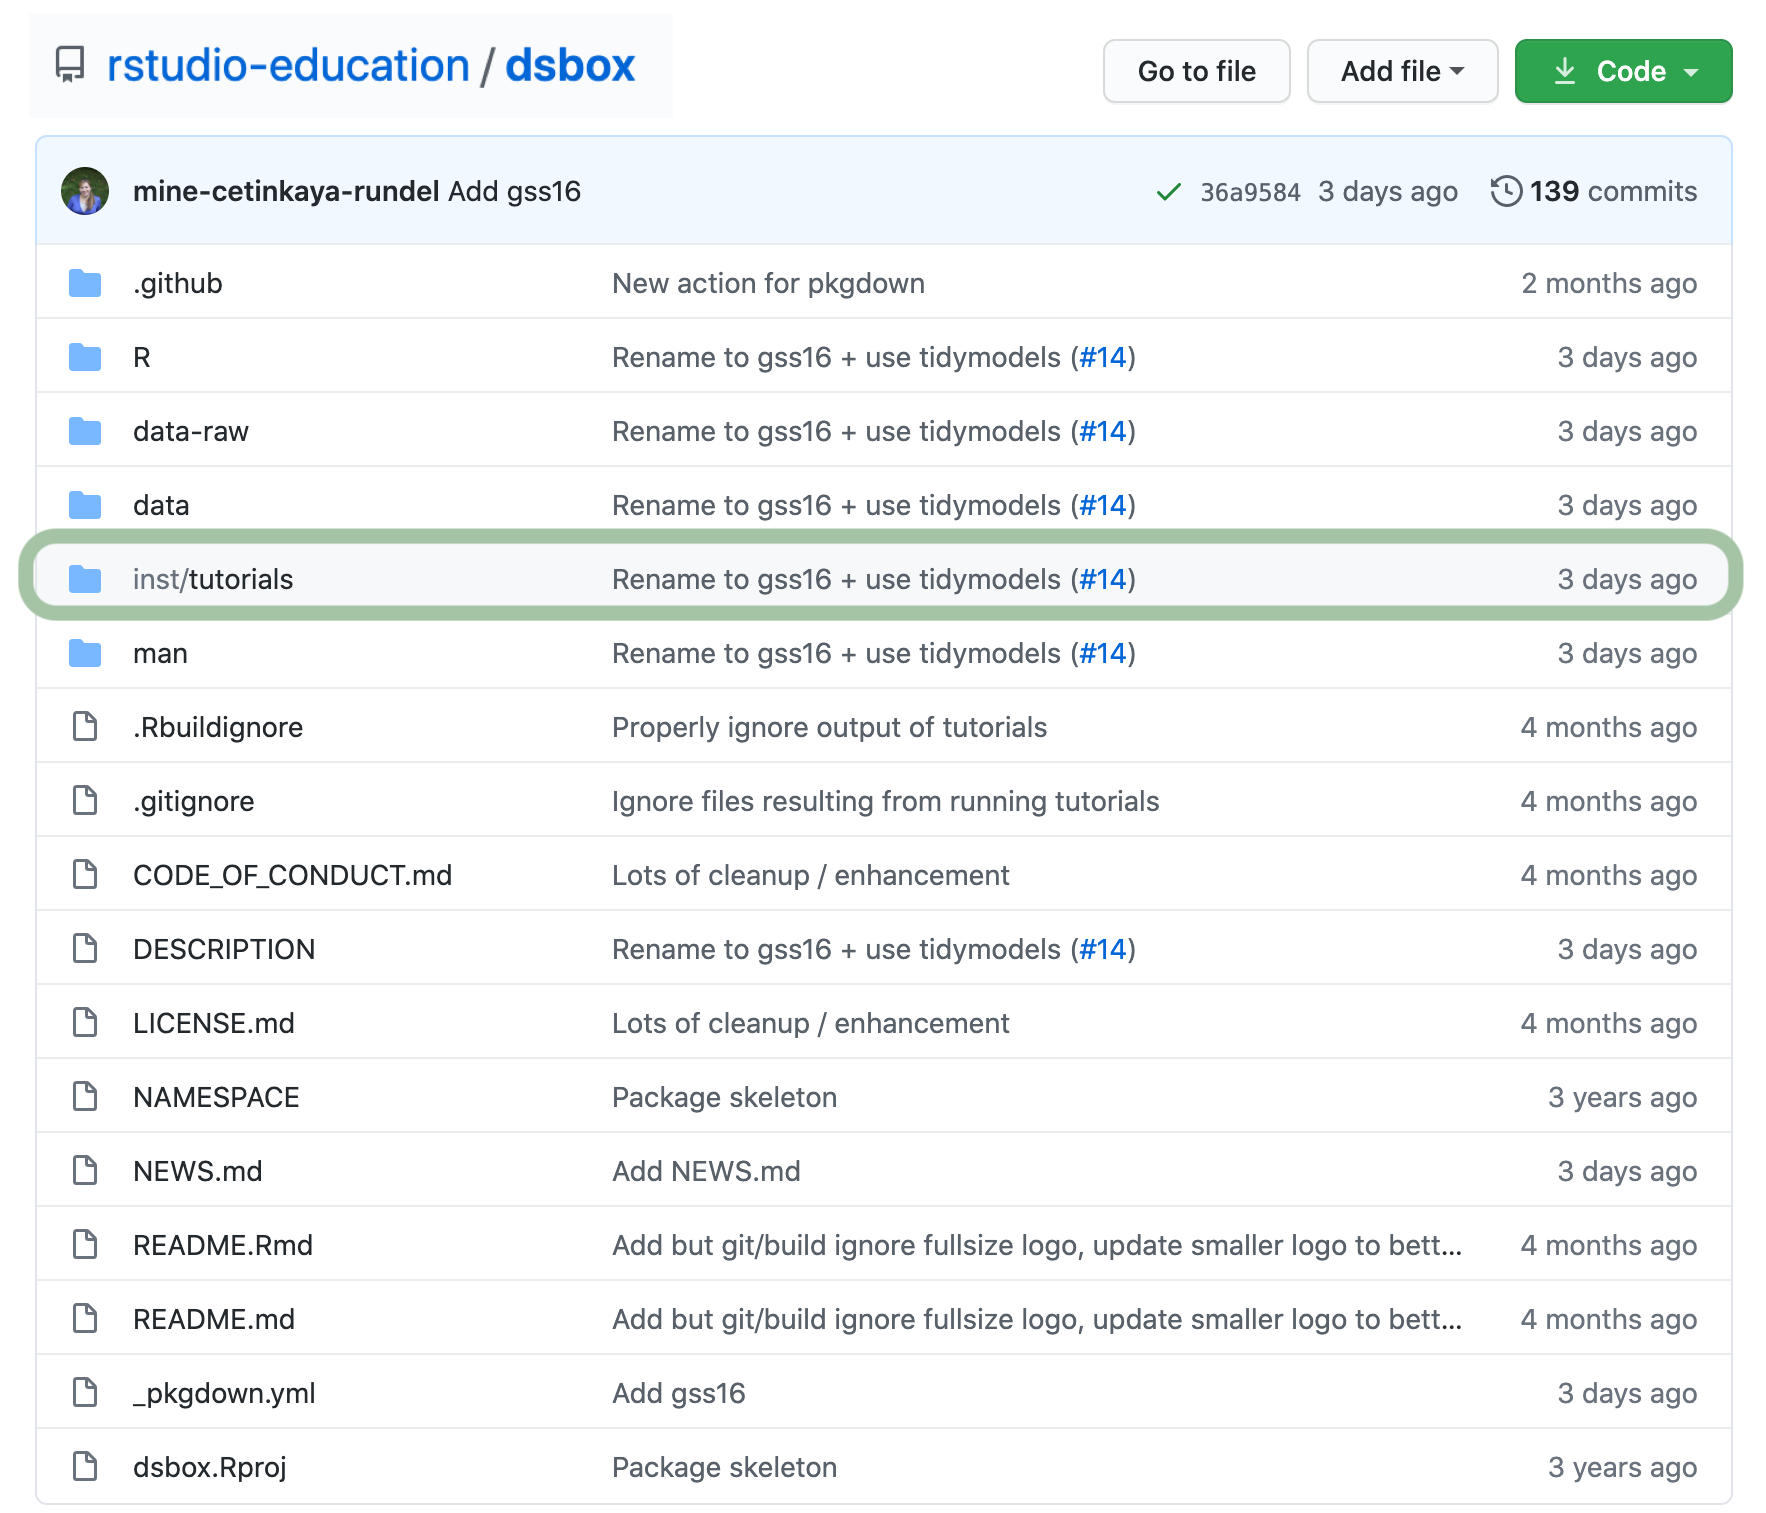 rstudio-education / dsbox
Go to file Add file Code
mine-cetinkaya-rundel Add gss16 36a9584 3 days ago 139 commits
.github New action for pkgdown 2 months ago
R Rename to gss16 + use tidymodels (#14) 3 days ago
data-raw Rename to gss16 + use tidymodels (#14) 3 days ago
data Rename to gss16 + use tidymodels (#14) 3 days ago
inst/tutorials Rename to gss16 + use tidymodels (#14) 3 days ago
man Rename to gss16 + use tidymodels (#14) 3 days ago
.Rbuildignore Properly ignore output of tutorials 4 months ago
.gitignore Ignore files resulting from running tutorials 4 months ago
CODE_OF_CONDUCT.md Lots of cleanup / enhancement 4 months ago
DESCRIPTION Rename to gss16 + use tidymodels (#14) 3 days ago
LICENSE.md Lots of cleanup / enhancement 4 months ago
NAMESPACE Package skeleton 3 years ago
NEWS.md Add NEWS.md 3 days ago
README.Rmd Add but git/build ignore fullsize logo, update smaller logo to bett... 4 months ago
README.md Add but git/build ignore fullsize logo, update smaller logo to bett... 4 months ago
_pkgdown.yml Add gss16 3 days ago
dsbox.Rproj Package skeleton 3 years ago